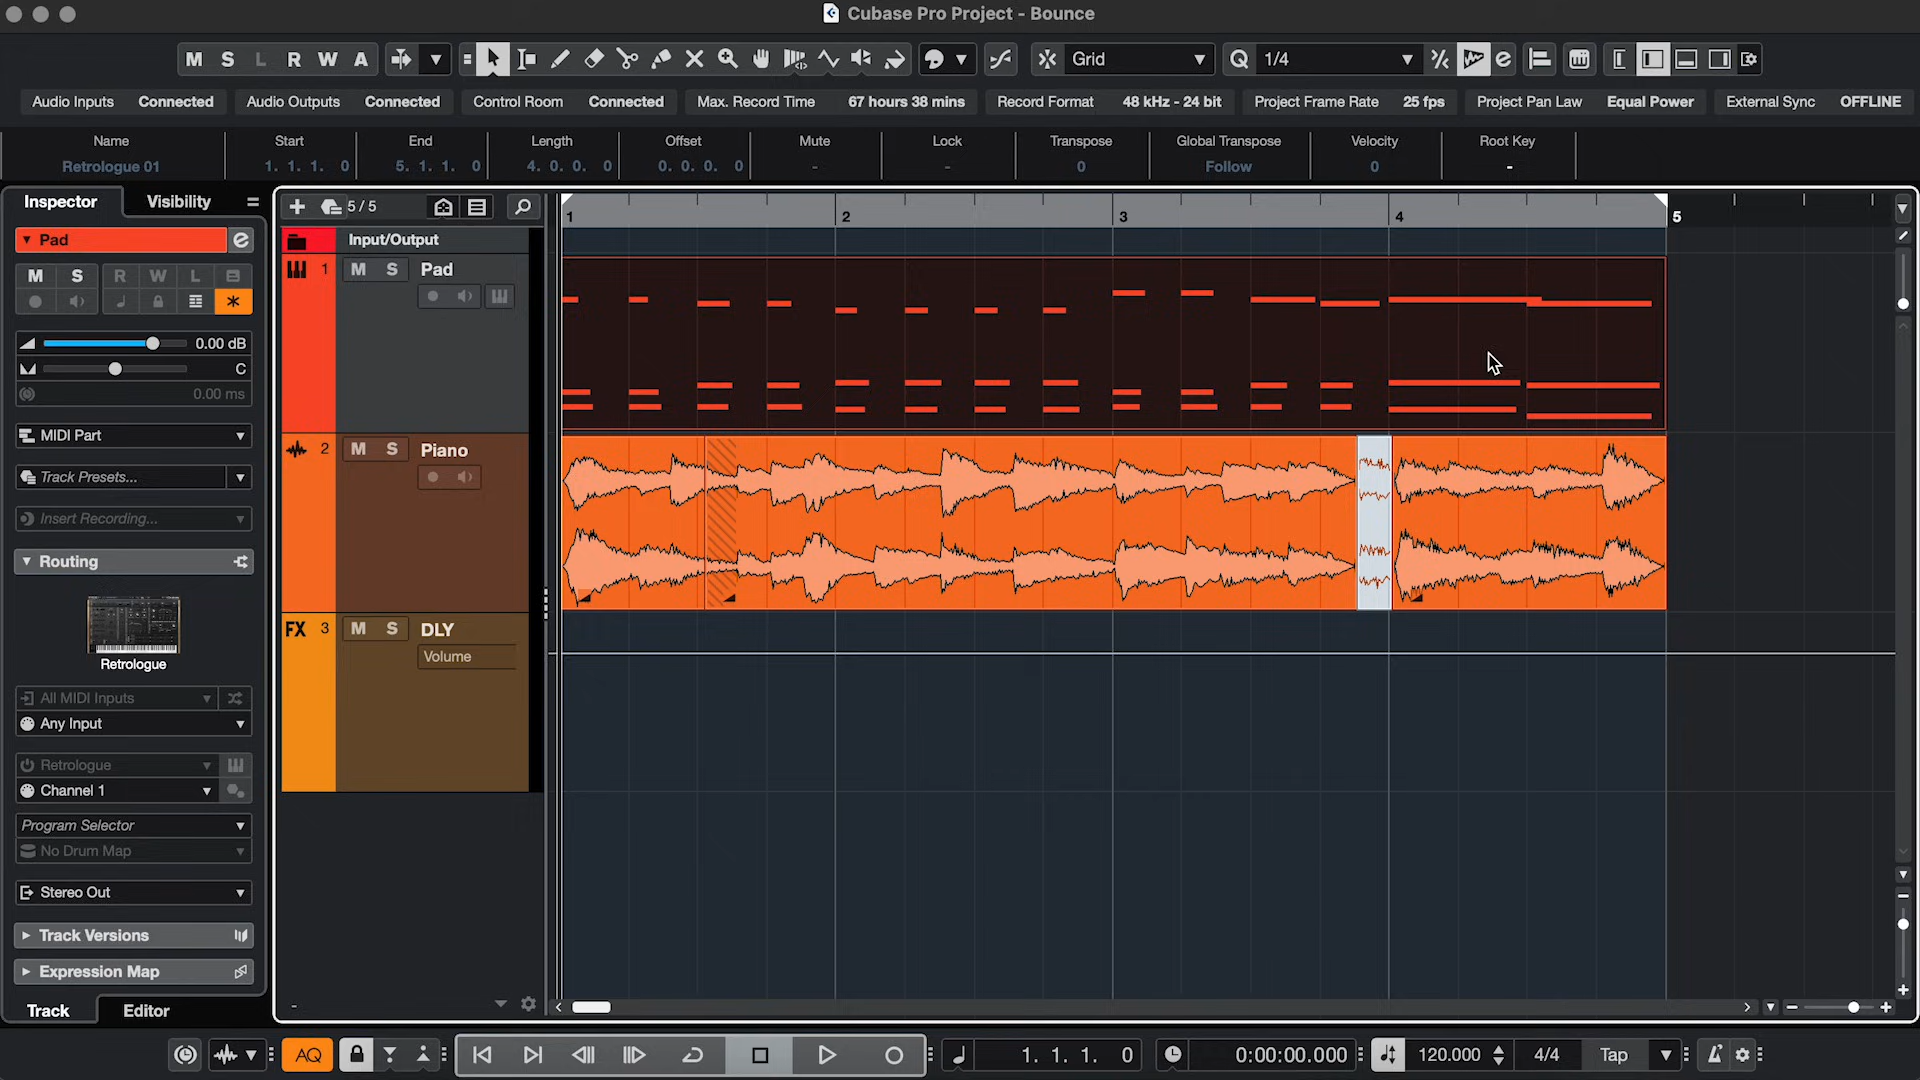 Cubase Pro Project - Bounce
M S L R W A Grid 1/4
Audio Inputs Connected Audio Outputs Connected Control Room Connected Max. Record Time 67 hours 38 mins Record Format 48 kHz - 24 bit Project Frame Rate 25 fps Project Pan Law Equal Power External Sync OFFLINE
Name Start End Length Offset Mute Lock Transpose Global Transpose Velocity Root Key
Retrologue 01 1. 1. 1. 0 5. 1. 1. 0 4. 0. 0. 0 0. 0. 0. 0 - - 0 Follow 0 -
Inspector Visibility
5 / 5
1 2 3 4 5
Pad
M S R W L
0.00 dB
C
0.00 ms
MIDI Part
Track Presets...
Insert Recording...
Routing
Retrologue
All MIDI Inputs
Any Input
Retrologue
Channel 1
Program Selector
No Drum Map
Stereo Out
Track Versions
Expression Map
Track Editor
Input/Output
1 M S Pad
2 M S Piano
FX 3 M S DLY
Volume
-
AQ 1. 1. 1. 0 0:00:00.000 120.000 4/4 Tap